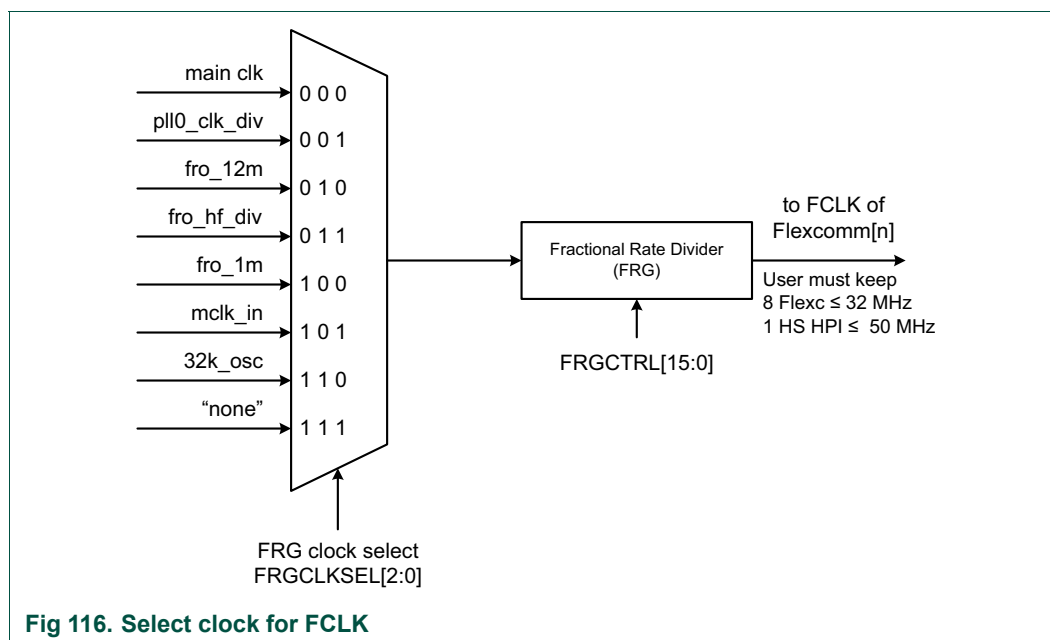 main clk
0 0 0
pll0_clk_div
0 0 1
fro_12m
0 1 0
fro_hf_div
0 1 1
fro_1m
1 0 0
mclk_in
1 0 1
32k_osc
1 1 0
“none”
1 1 1
FRG clock select
FRGCLKSEL[2:0]
Fractional Rate Divider
(FRG)
FRGCTRL[15:0]
to FCLK of
Flexcomm[n]
User must keep
8 Flexc ≤ 32 MHz
1 HS HPI ≤ 50 MHz
Fig 116. Select clock for FCLK